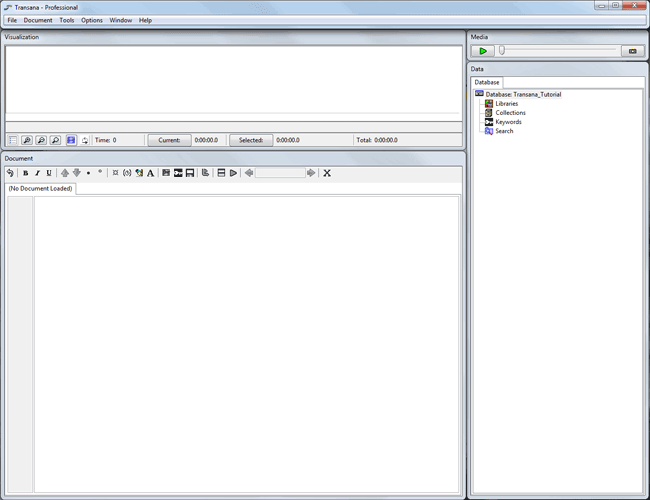 Transana - Professional
File Document Tools Options Window Help
Visualization
Time: 0 Current: 0:00:00.0 Selected: 0:00:00.0 Total: 0:00:00.0
Document
B I U A X
(No Document Loaded)
Media
Data
Database
Database: Transana_Tutorial
Libraries
Collections
Keywords
Search